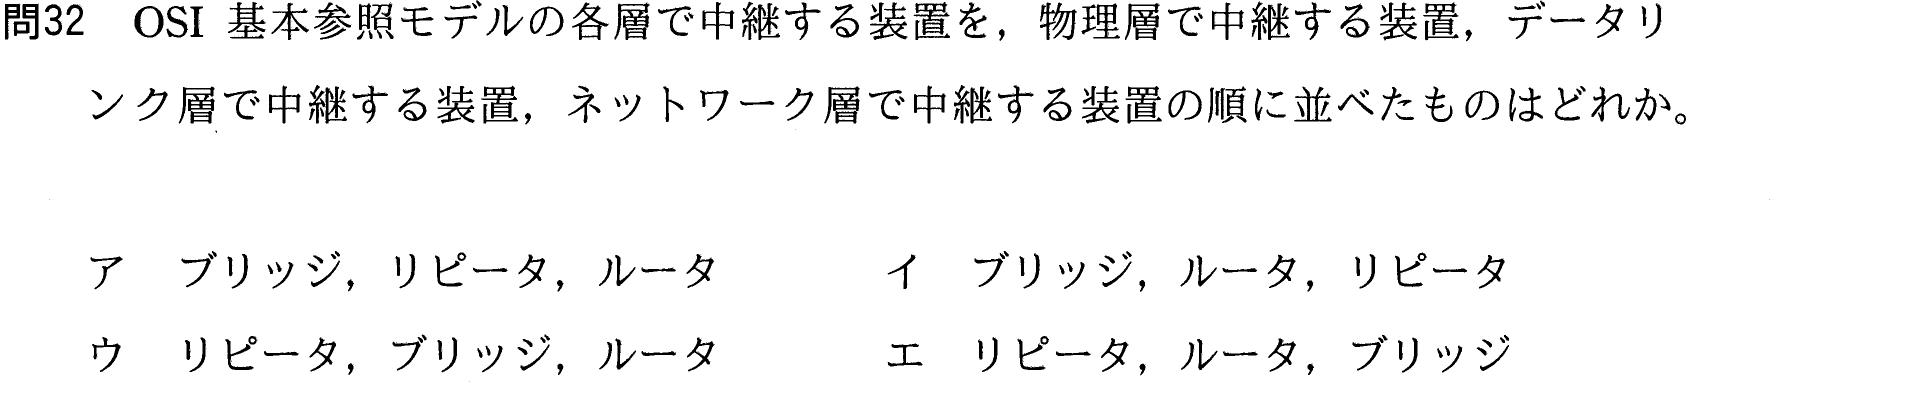 問32 OSI 基本参照モデルの各層で中継する装置を，物理層で中継する装置，データリ
ンク層で中継する装置，ネットワーク層で中継する装置の順に並べたものはどれか。
ア ブリッジ，リピータ，ルータ イ ブリッジ，ルータ，リピータ
ウ リピータ，ブリッジ，ルータ エ リピータ，ルータ，ブリッジ